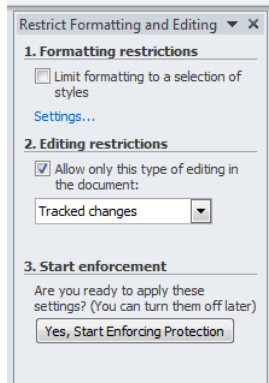 Restrict Formatting and Editing
1. Formatting restrictions
Limit formatting to a selection of
styles
Settings...
2. Editing restrictions
Allow only this type of editing in
the document:
Tracked changes
3. Start enforcement
Are you ready to apply these
settings? (You can turn them off later)
Yes, Start Enforcing Protection